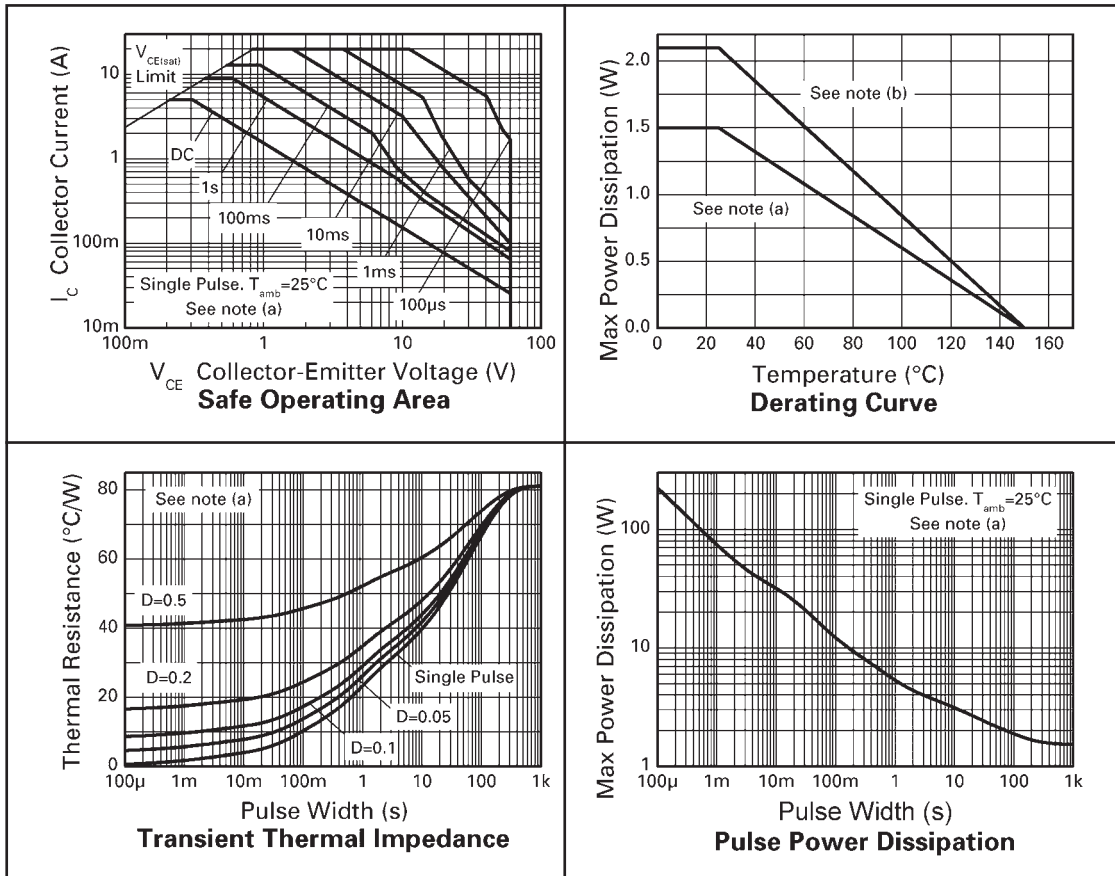 I_C Collector Current (A)
V_CE(sat)
Limit
10
1
100m
10m
DC
1s
100ms
10ms
1ms
100µs
Single Pulse. T_amb=25°C
See note (a)
100m 1 10 100
V_CE Collector-Emitter Voltage (V)
Safe Operating Area
Max Power Dissipation (W)
2.0
1.5
1.0
0.5
0.0
See note (b)
See note (a)
0 20 40 60 80 100 120 140 160
Temperature (°C)
Derating Curve
Thermal Resistance (°C/W)
80
60
40
20
0
See note (a)
D=0.5
D=0.2
Single Pulse
D=0.05
D=0.1
100µ 1m 10m 100m 1 10 100 1k
Pulse Width (s)
Transient Thermal Impedance
Max Power Dissipation (W)
100
10
1
Single Pulse. T_amb=25°C
See note (a)
100µ 1m 10m 100m 1 10 100 1k
Pulse Width (s)
Pulse Power Dissipation